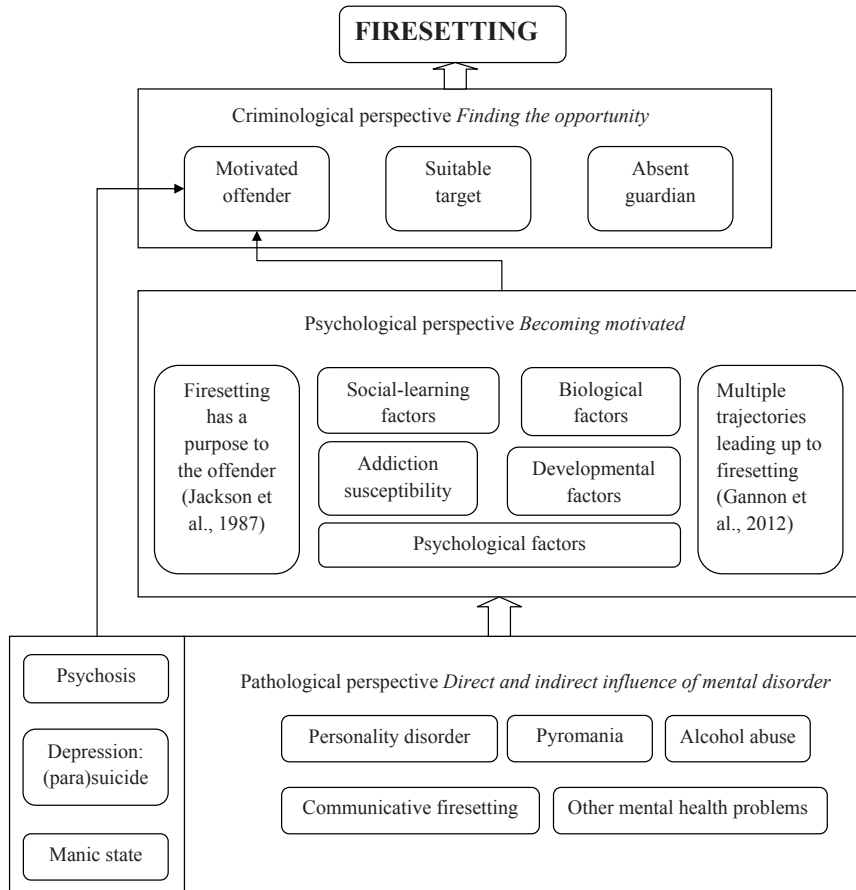 FIRESETTING
Criminological perspective Finding the opportunity
Motivated
offender
Suitable
target
Absent
guardian
Psychological perspective Becoming motivated
Firesetting
has a
purpose to
the offender
(Jackson et
al., 1987)
Social-learning
factors
Biological
factors
Addiction
susceptibility
Developmental
factors
Psychological factors
Multiple
trajectories
leading up to
firesetting
(Gannon et
al., 2012)
Psychosis
Depression:
(para)suicide
Manic state
Pathological perspective Direct and indirect influence of mental disorder
Personality disorder
Pyromania
Alcohol abuse
Communicative firesetting
Other mental health problems